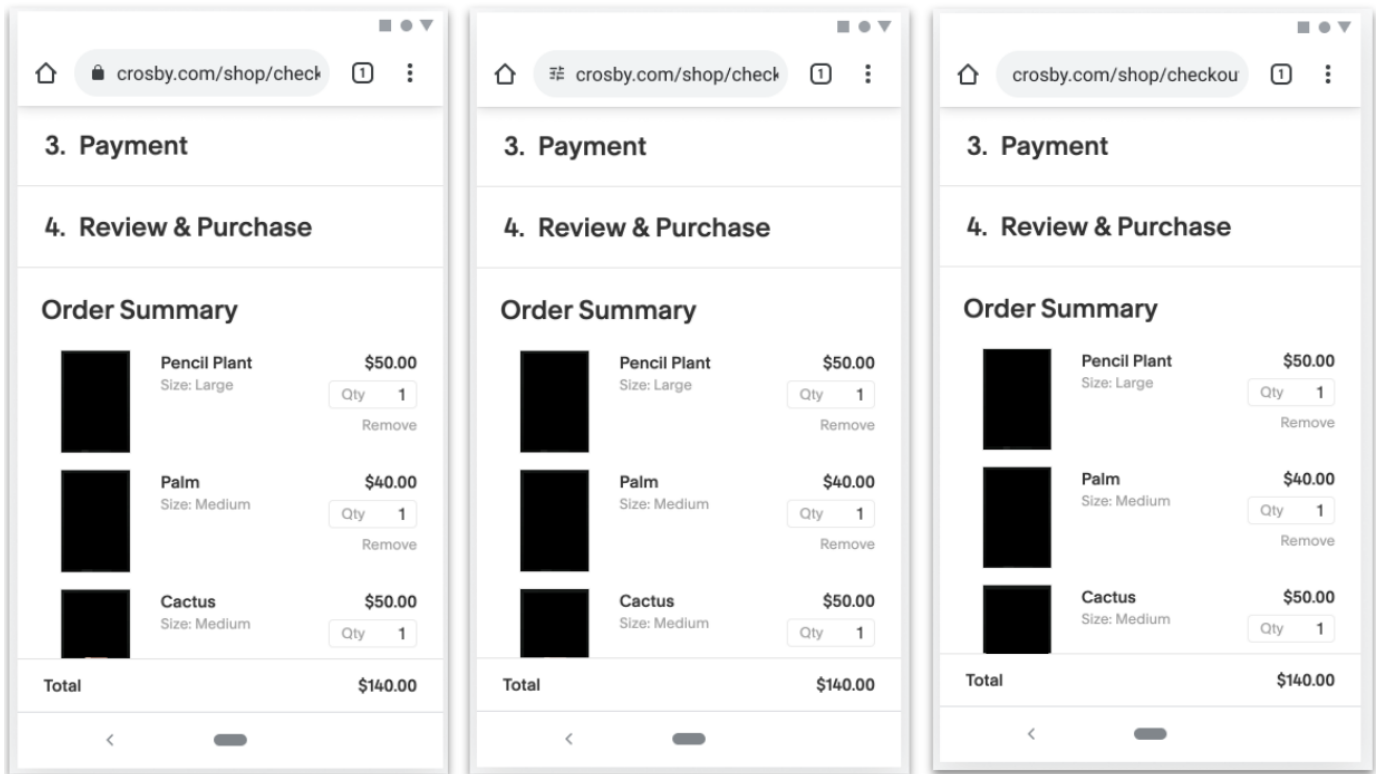 crosby.com/shop/check 1
3. Payment
4. Review & Purchase
Order Summary
Pencil Plant $50.00
Size: Large
Qty 1
Remove
Palm $40.00
Size: Medium
Qty 1
Remove
Cactus $50.00
Size: Medium
Qty 1
Total $140.00
crosby.com/shop/check 1
3. Payment
4. Review & Purchase
Order Summary
Pencil Plant $50.00
Size: Large
Qty 1
Remove
Palm $40.00
Size: Medium
Qty 1
Remove
Cactus $50.00
Size: Medium
Qty 1
Total $140.00
crosby.com/shop/checkou 1
3. Payment
4. Review & Purchase
Order Summary
Pencil Plant $50.00
Size: Large
Qty 1
Remove
Palm $40.00
Size: Medium
Qty 1
Remove
Cactus $50.00
Size: Medium
Qty 1
Total $140.00